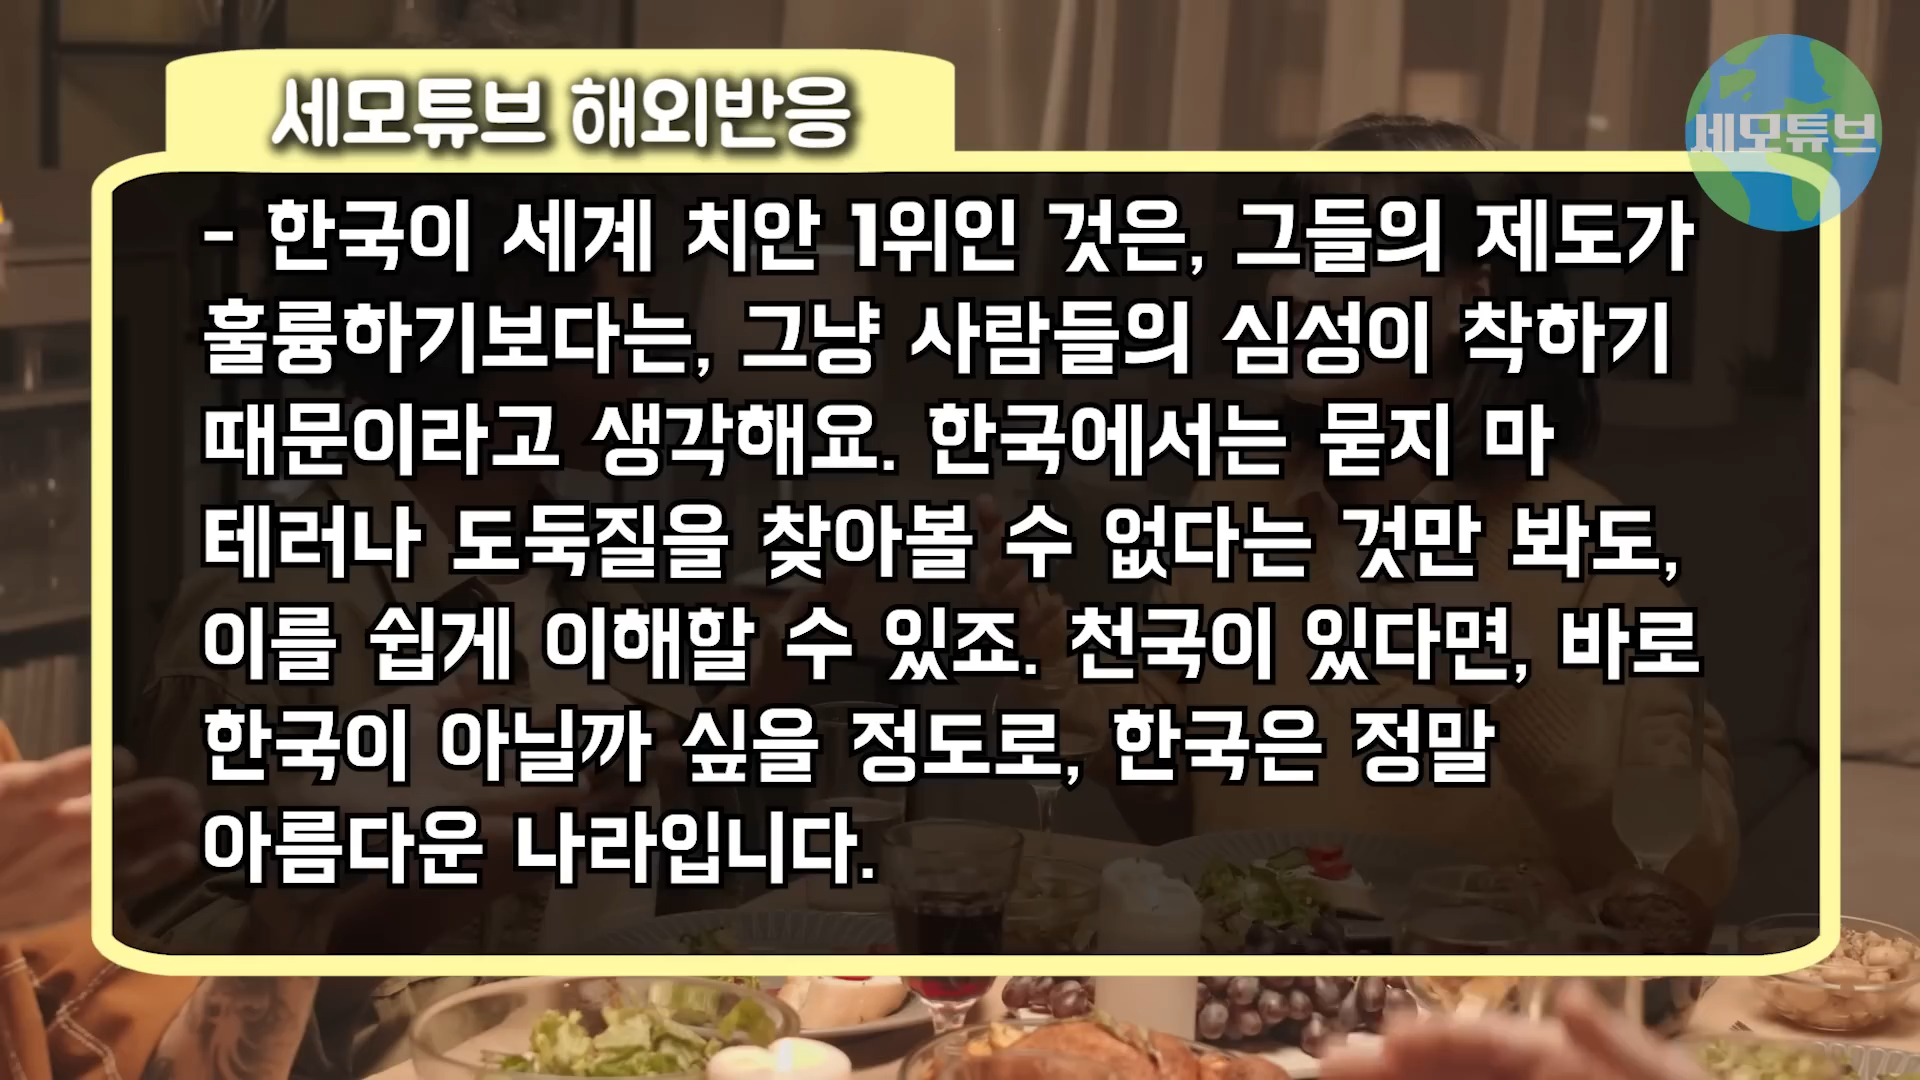 세모튜브 해외반응
세모튜브
- 한국이 세계 치안 1위인 것은, 그들의 제도가
훌륭하기보다는, 그냥 사람들의 심성이 착하기
때문이라고 생각해요. 한국에서는 묻지 마
테러나 도둑질을 찾아볼 수 없다는 것만 봐도,
이를 쉽게 이해할 수 있죠. 천국이 있다면, 바로
한국이 아닐까 싶을 정도로, 한국은 정말
아름다운 나라입니다.